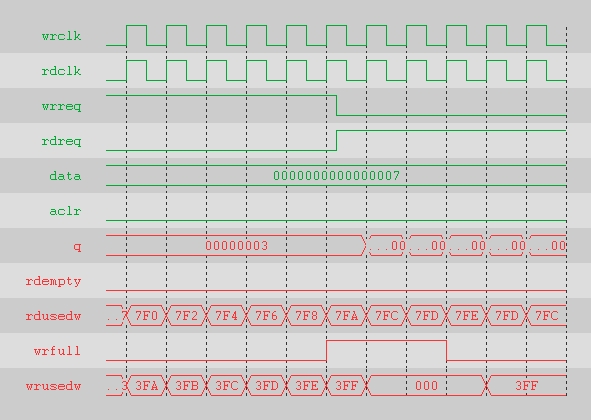 wrclk
rdclk
wrreq
rdreq
data 0000000000000007
aclr
q 00000003 ...00 ...00 ...00 ...00 ...00
rdempty
rdusedw ..7 7F0 7F2 7F4 7F6 7F8 7FA 7FC 7FD 7FE 7FD 7FC
wrfull
wrusedw ..3 3FA 3FB 3FC 3FD 3FE 3FF 000 3FF